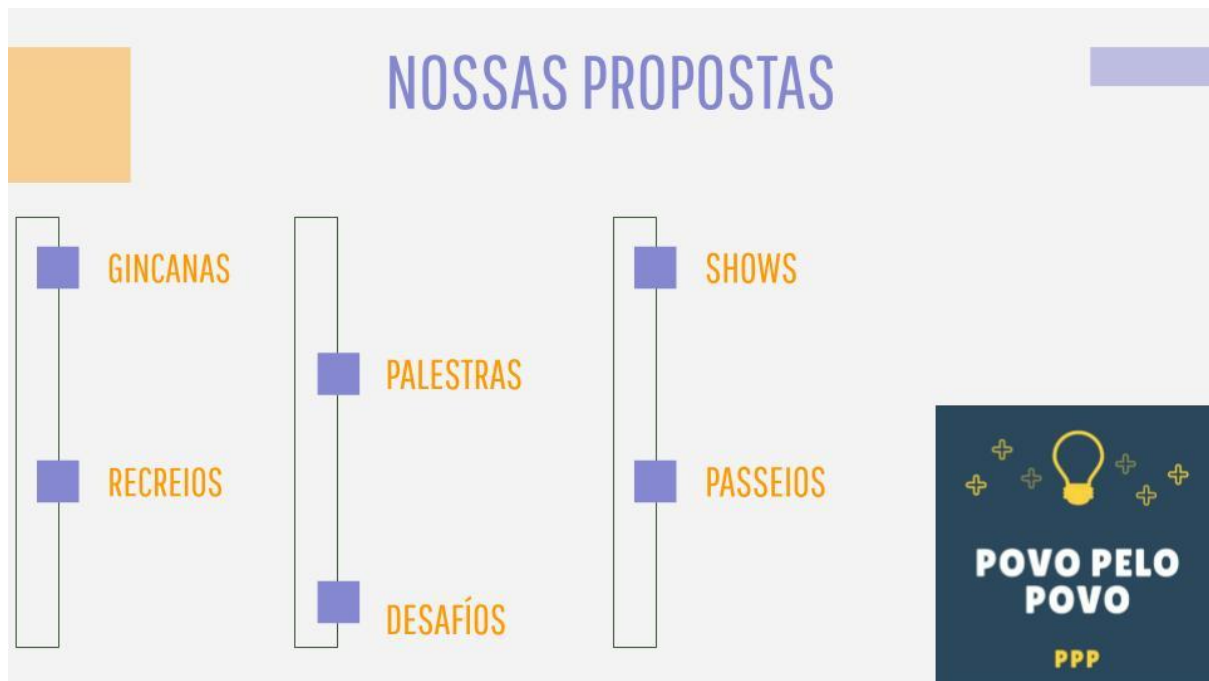 NOSSAS PROPOSTAS
GINCANAS
RECREIOS
PALESTRAS
DESAFÍOS
SHOWS
PASSEIOS
POVO PELO
POVO
PPP